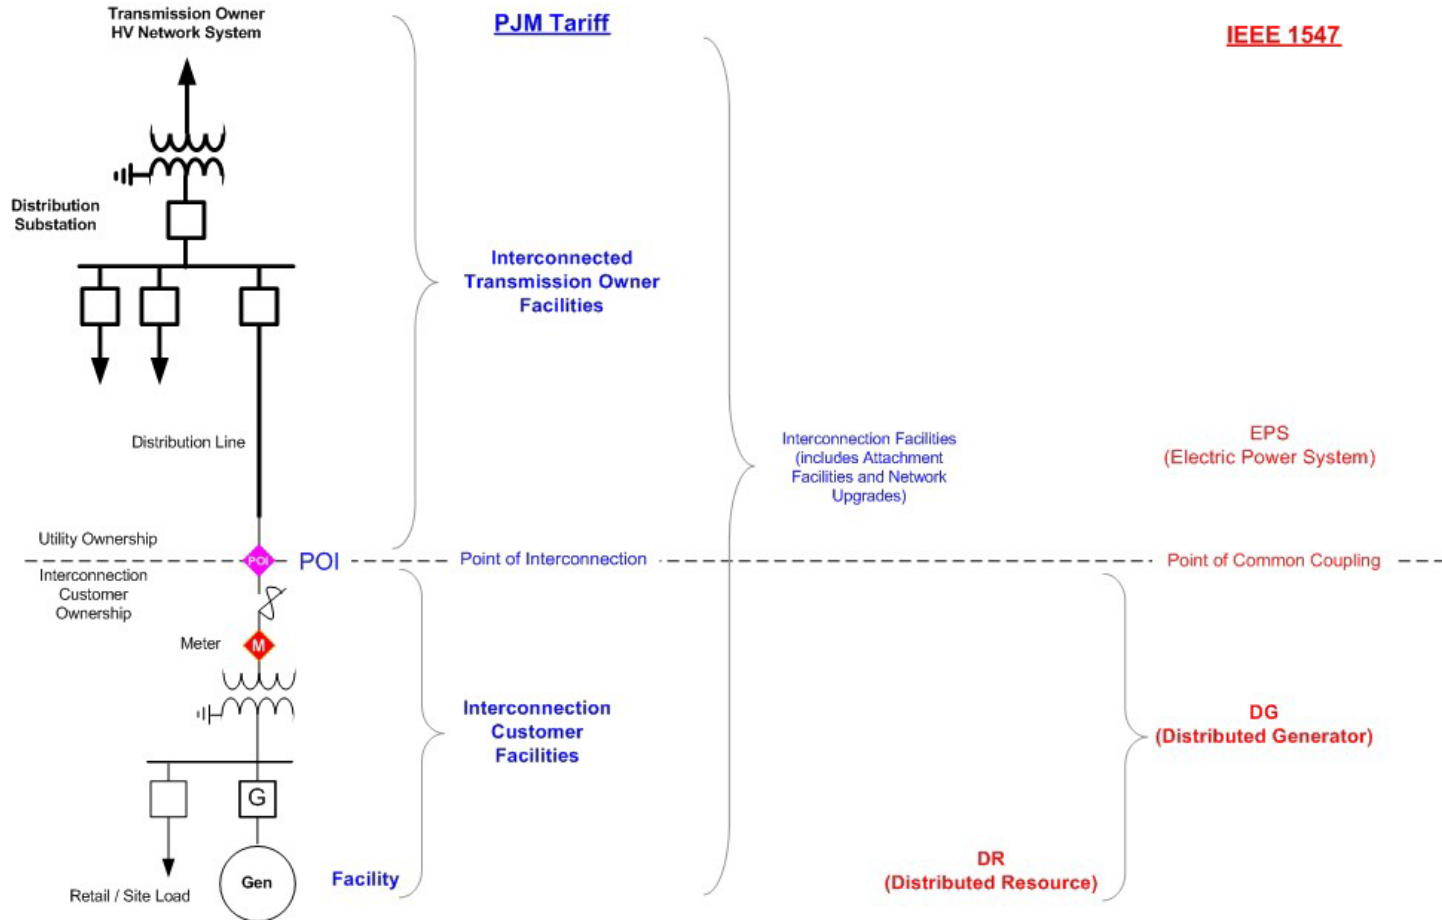 Transmission Owner
HV Network System
PJM Tariff
IEEE 1547
Distribution
Substation
Interconnected
Transmission Owner
Facilities
Distribution Line
Interconnection Facilities
(includes Attachment
Facilities and Network
Upgrades)
EPS
(Electric Power System)
Utility Ownership
POI
POI
Point of Interconnection
Point of Common Coupling
Interconnection
Customer
Ownership
Meter
M
Interconnection
Customer
Facilities
DG
(Distributed Generator)
G
Gen
Facility
DR
(Distributed Resource)
Retail / Site Load